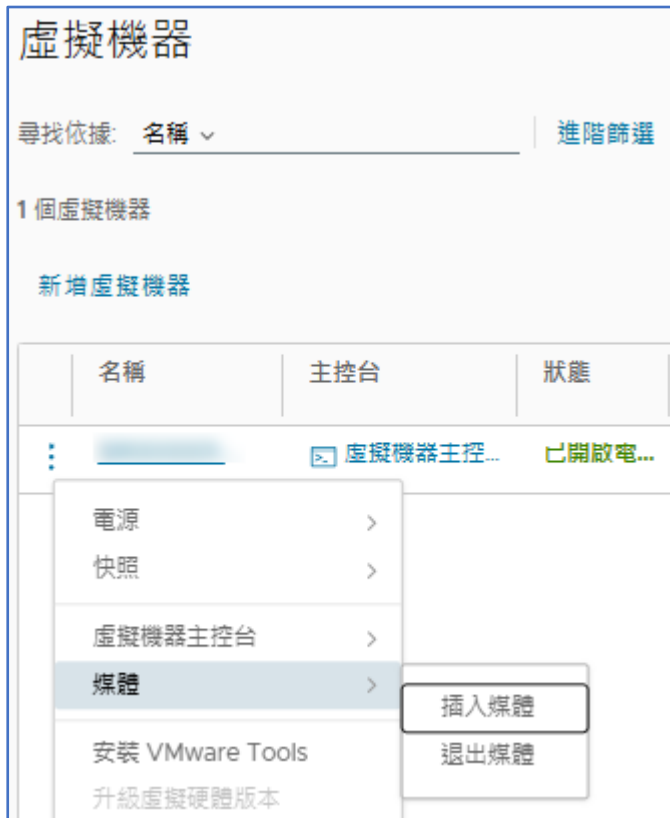 虛擬機器
尋找依據: 名稱 進階篩選
1 個虛擬機器
新增虛擬機器
名稱 主控台 狀態
虛擬機器主控... 已開啟電...
電源
快照
虛擬機器主控台
媒體
插入媒體
安裝 VMware Tools
退出媒體
升級虛擬硬體版本